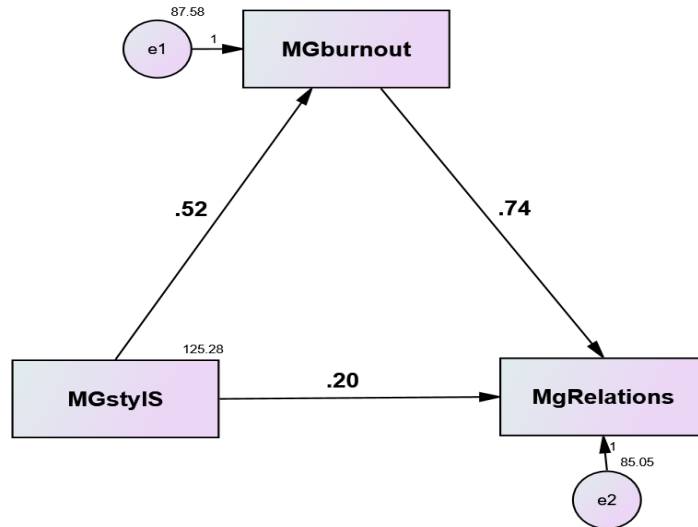 87.58
e1
1
MGburnout
.52
.74
125.28
MGstylS
.20
MgRelations
1
85.05
e2